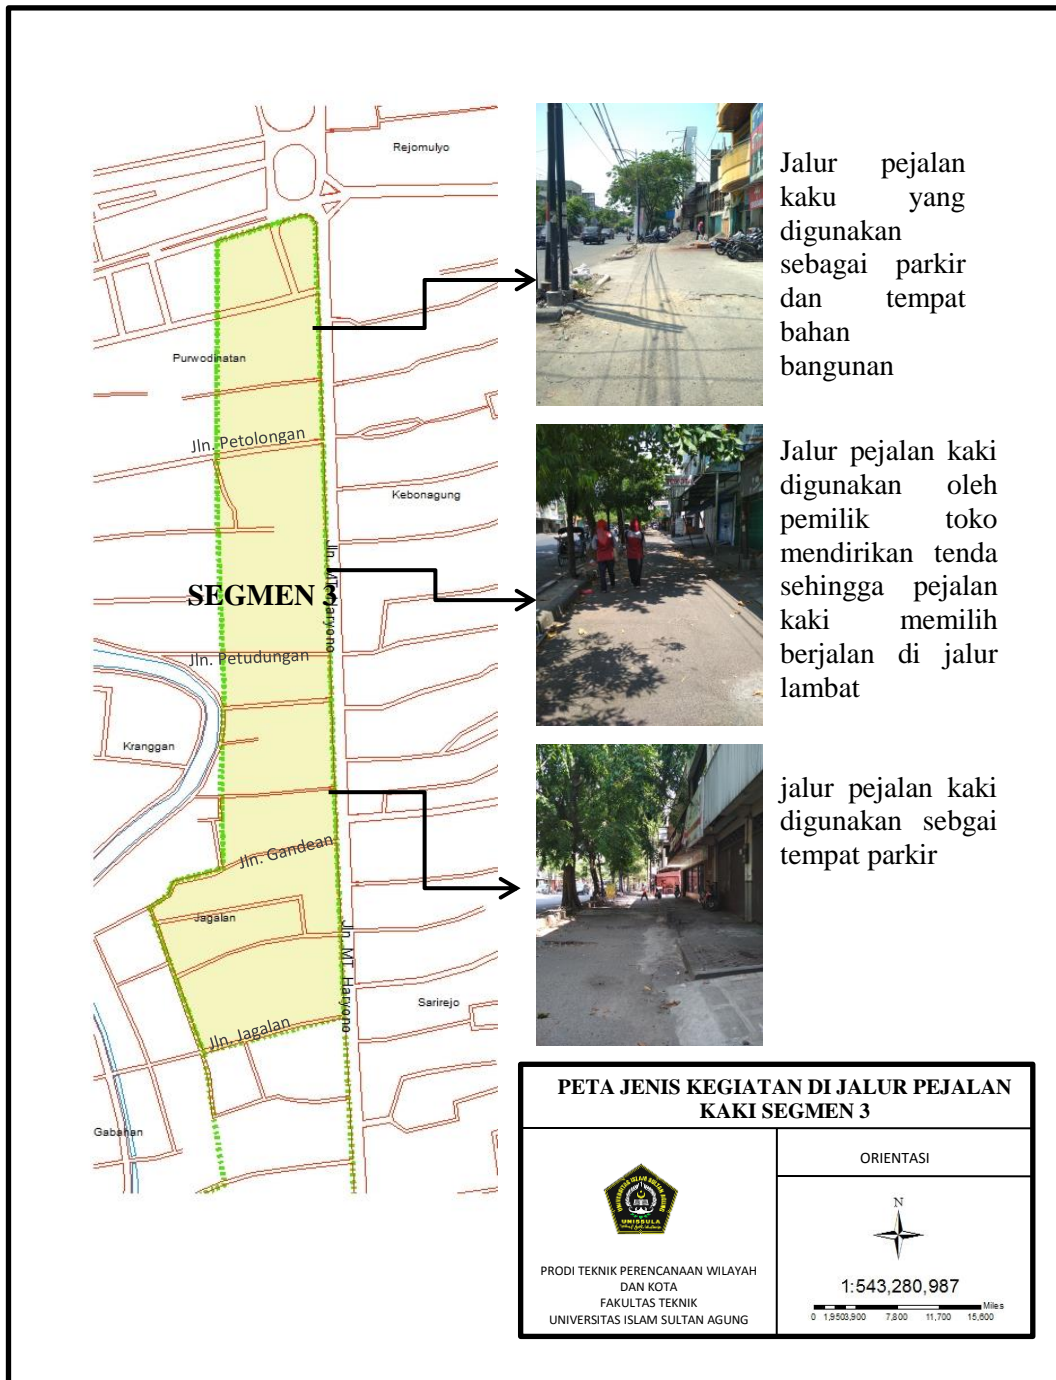 Rejomulyo
Purwodinatan
Jln. Petolongan
Kebonagung
Jln. MT. Haryono
SEGMEN 3
Jln. Petudungan
Kranggan
Jln. Gandean
Jagalan
Jln. MT. Haryono
Sarirejo
Jln. Jagalan
Gabahan
Jalur pejalan
kaku yang
digunakan
sebagai parkir
dan tempat
bahan
bangunan
Jalur pejalan kaki
digunakan oleh
pemilik toko
mendirikan tenda
sehingga pejalan
kaki memilih
berjalan di jalur
lambat
jalur pejalan kaki
digunakan sebgai
tempat parkir
PETA JENIS KEGIATAN DI JALUR PEJALAN
KAKI SEGMEN 3
UNIVERSITAS ISLAM SULTAN AGUNG
UNISSULA
PRODI TEKNIK PERENCANAAN WILAYAH
DAN KOTA
FAKULTAS TEKNIK
UNIVERSITAS ISLAM SULTAN AGUNG
ORIENTASI
N
1:543,280,987
Miles
0 1,9503,900 7,800 11,700 15,600